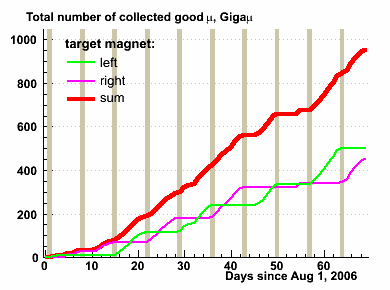 Total number of collected good μ, Gigaμ
1000
800
600
400
200
0
target magnet:
left
right
sum
0 10 20 30 40 50 60
Days since Aug 1, 2006